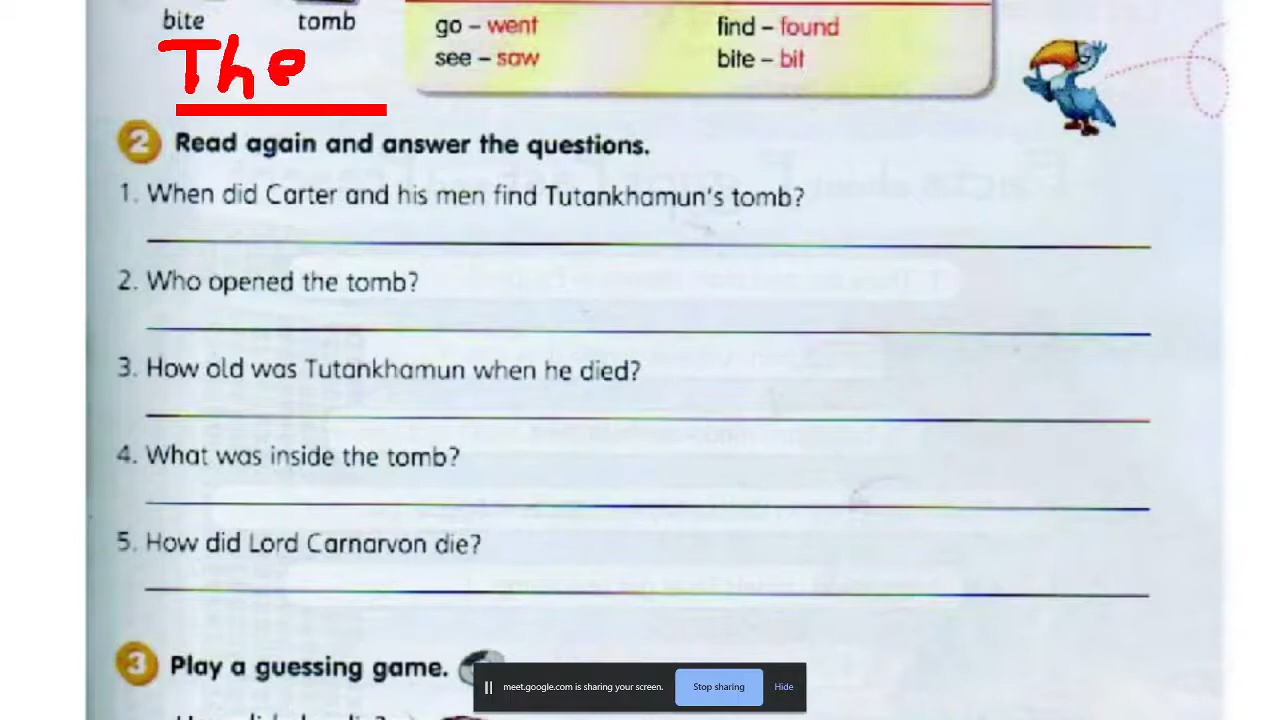 bite tomb
go – went find – found
see – saw bite – bit
The
2 Read again and answer the questions.
1. When did Carter and his men find Tutankhamun's tomb?
2. Who opened the tomb?
3. How old was Tutankhamun when he died?
4. What was inside the tomb?
5. How did Lord Carnarvon die?
3 Play a guessing game.
meet.google.com is sharing your screen. Stop sharing Hide